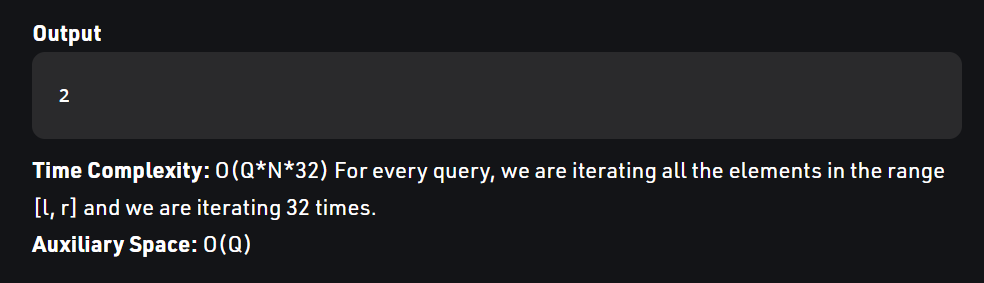 Output
2
Time Complexity: O(Q*N*32) For every query, we are iterating all the elements in the range
[l, r] and we are iterating 32 times.
Auxiliary Space: O(Q)